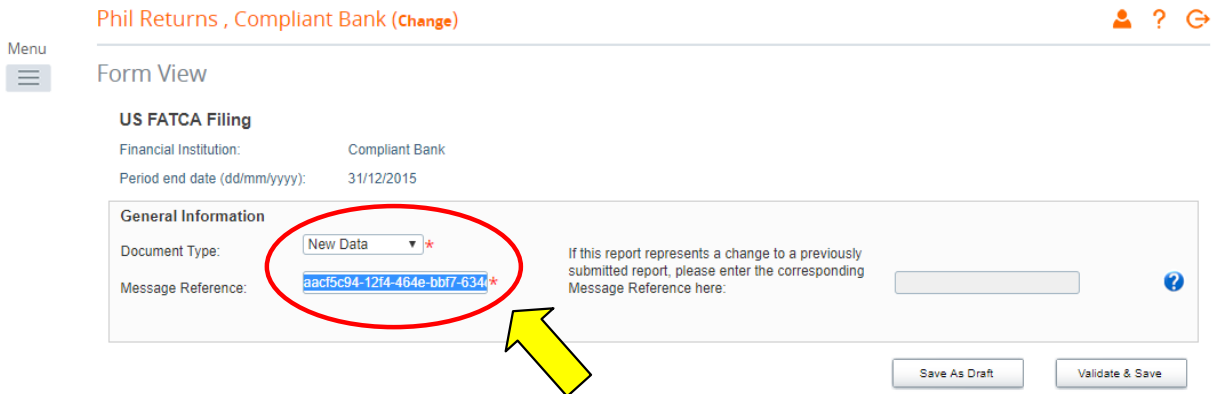 Phil Returns , Compliant Bank (Change)
?
Menu
Form View
US FATCA Filing
Financial Institution: Compliant Bank
Period end date (dd/mm/yyyy): 31/12/2015
General Information
Document Type: New Data *
Message Reference: aacf5c94-12f4-464e-bbf7-634 *
If this report represents a change to a previously
submitted report, please enter the corresponding
Message Reference here:
?
Save As Draft Validate & Save